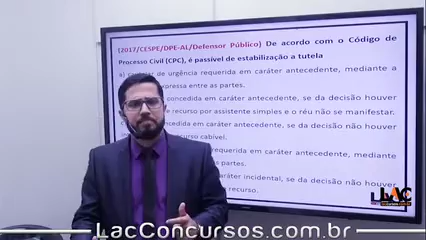 (2017/CESPE/DPE-AL/Defensor Público) De acordo com o Código de
Processo Civil (CPC), é passível de estabilização a tutela
a) de urgência requerida em caráter antecedente, mediante a
expressa entre as partes.
concedida em caráter antecedente, se da decisão houver
recurso por assistente simples e o réu não se manifestar.
em caráter antecedente, se da decisão não houver
recurso cabível.
requerida em caráter antecedente, mediante
as partes.
caráter incidental, se da decisão não houver
recurso.
LAC
LacConcursos.com.br